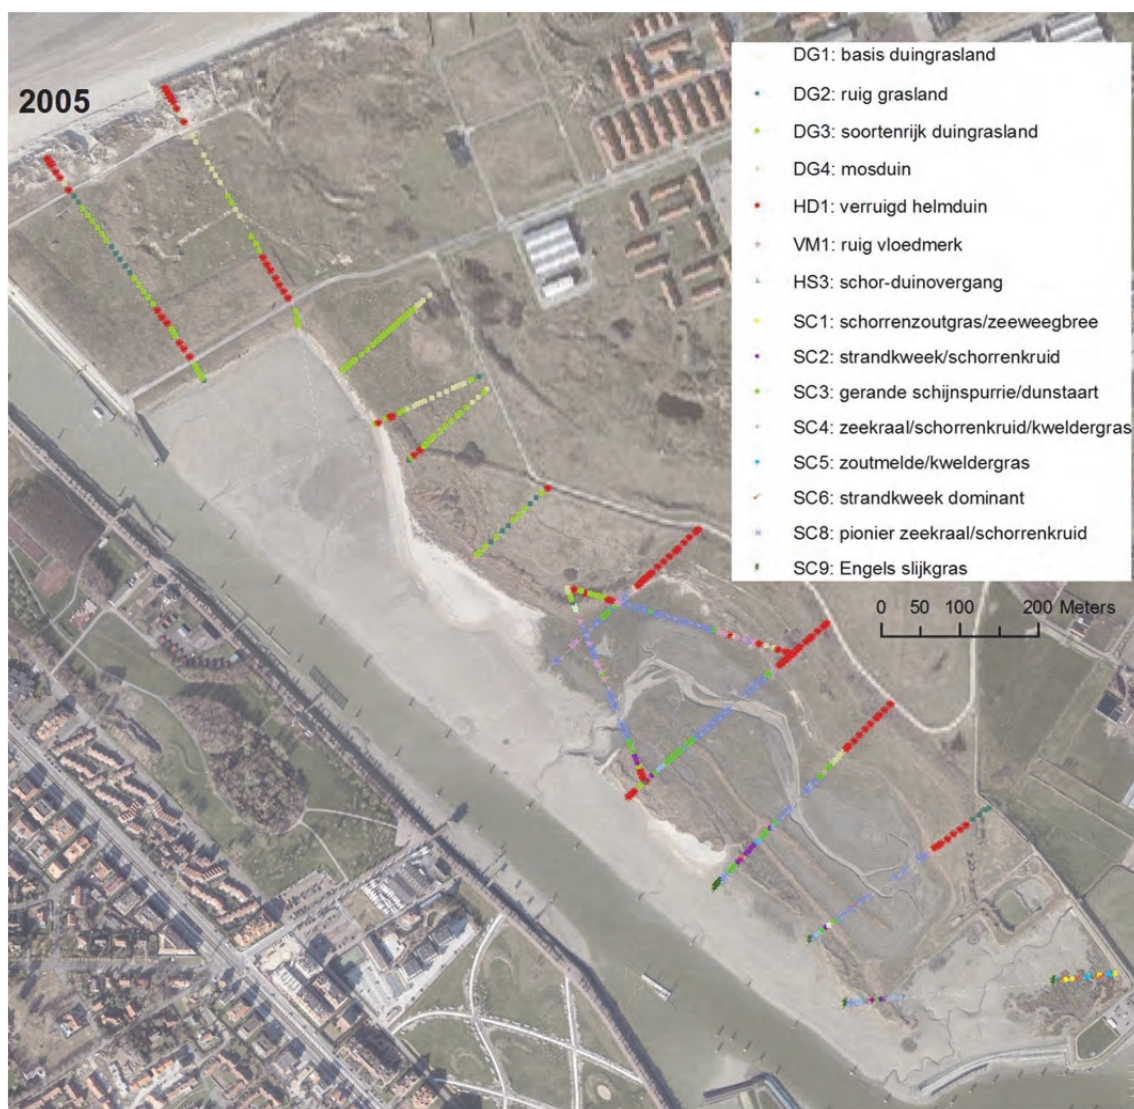 2005
DG1: basis duingrasland
DG2: ruig grasland
DG3: soortenrijk duingrasland
DG4: mosduin
HD1: verruigd helmduin
VM1: ruig vloedmerk
HS3: schor-duinovergang
SC1: schorrenzoutgras/zeeweegbree
SC2: strandkweek/schorrenkruid
SC3: gerande schijnspurrie/dunstaart
SC4: zeekraal/schorrenkruid/kweldergras
SC5: zoutmelde/kweldergras
SC6: strandkweek dominant
SC8: pionier zeekraal/schorrenkruid
SC9: Engels slijkgras
0 50 100 200 Meters